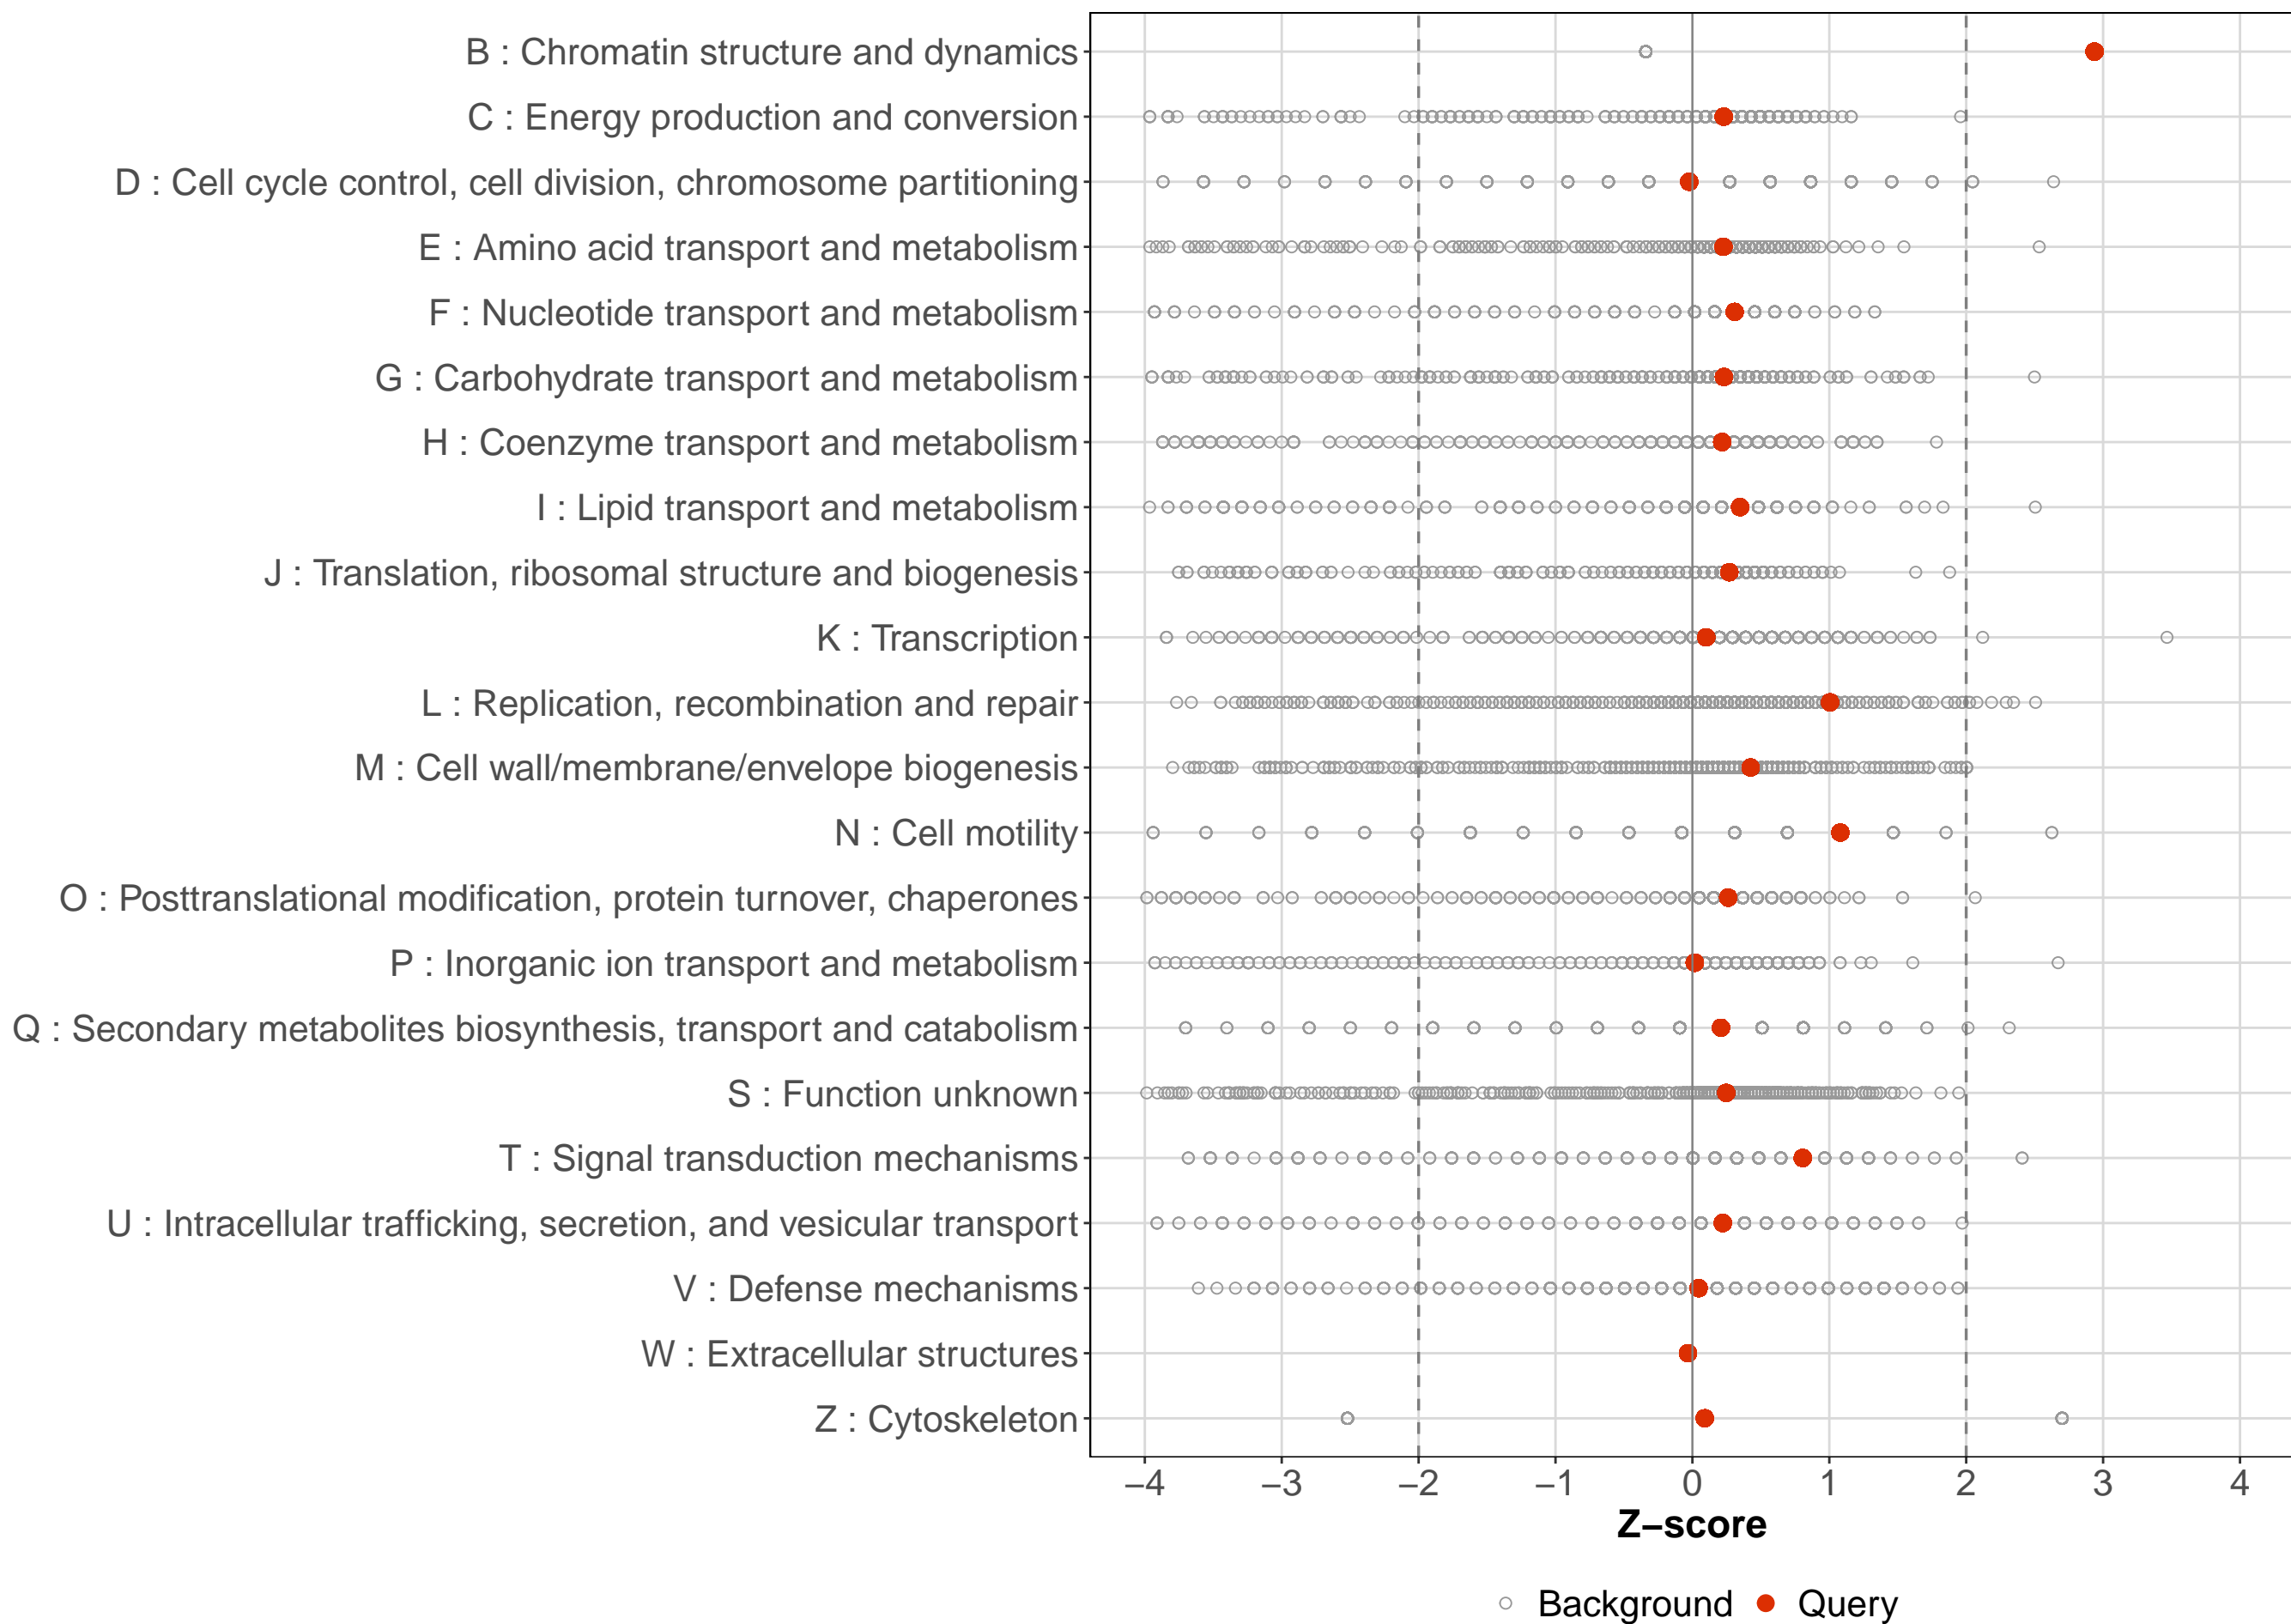 B : Chromatin structure and dynamics
C : Energy production and conversion
D : Cell cycle control, cell division, chromosome partitioning
E : Amino acid transport and metabolism
F : Nucleotide transport and metabolism
G : Carbohydrate transport and metabolism
H : Coenzyme transport and metabolism
I : Lipid transport and metabolism
J : Translation, ribosomal structure and biogenesis
K : Transcription
L : Replication, recombination and repair
M : Cell wall/membrane/envelope biogenesis
N : Cell motility
O : Posttranslational modification, protein turnover, chaperones
P : Inorganic ion transport and metabolism
Q : Secondary metabolites biosynthesis, transport and catabolism
S : Function unknown
T : Signal transduction mechanisms
U : Intracellular trafficking, secretion, and vesicular transport
V : Defense mechanisms
W : Extracellular structures
Z : Cytoskeleton
−4 −3 −2 −1 0 1 2 3 4
Z−score
Background Query